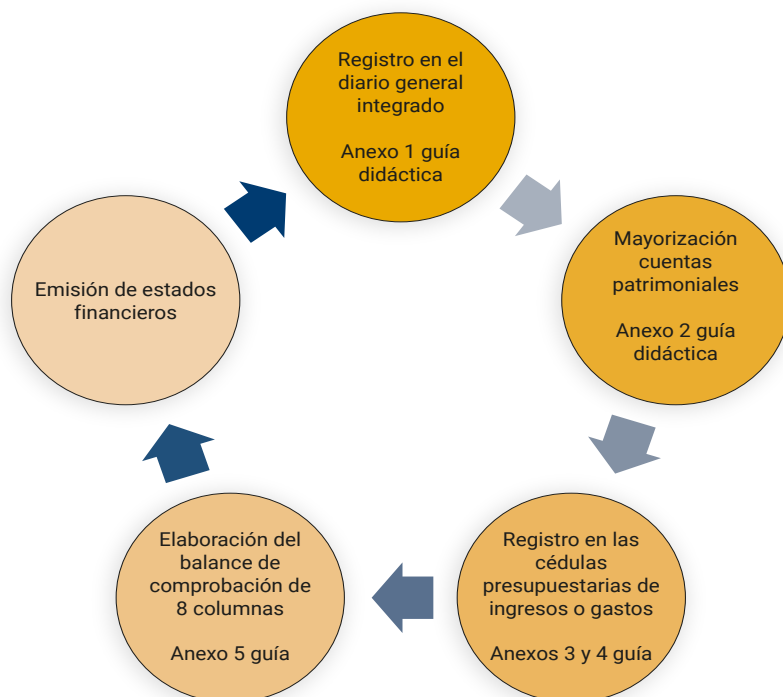 Registro en el
diario general
integrado
Anexo 1 guía
didáctica
Mayorización
cuentas
patrimoniales
Anexo 2 guía
didáctica
Registro en las
cédulas
presupuestarias de
ingresos o gastos
Anexos 3 y 4 guía
Elaboración del
balance de
comprobación de
8 columnas
Anexo 5 guía
Emisión de estados
financieros